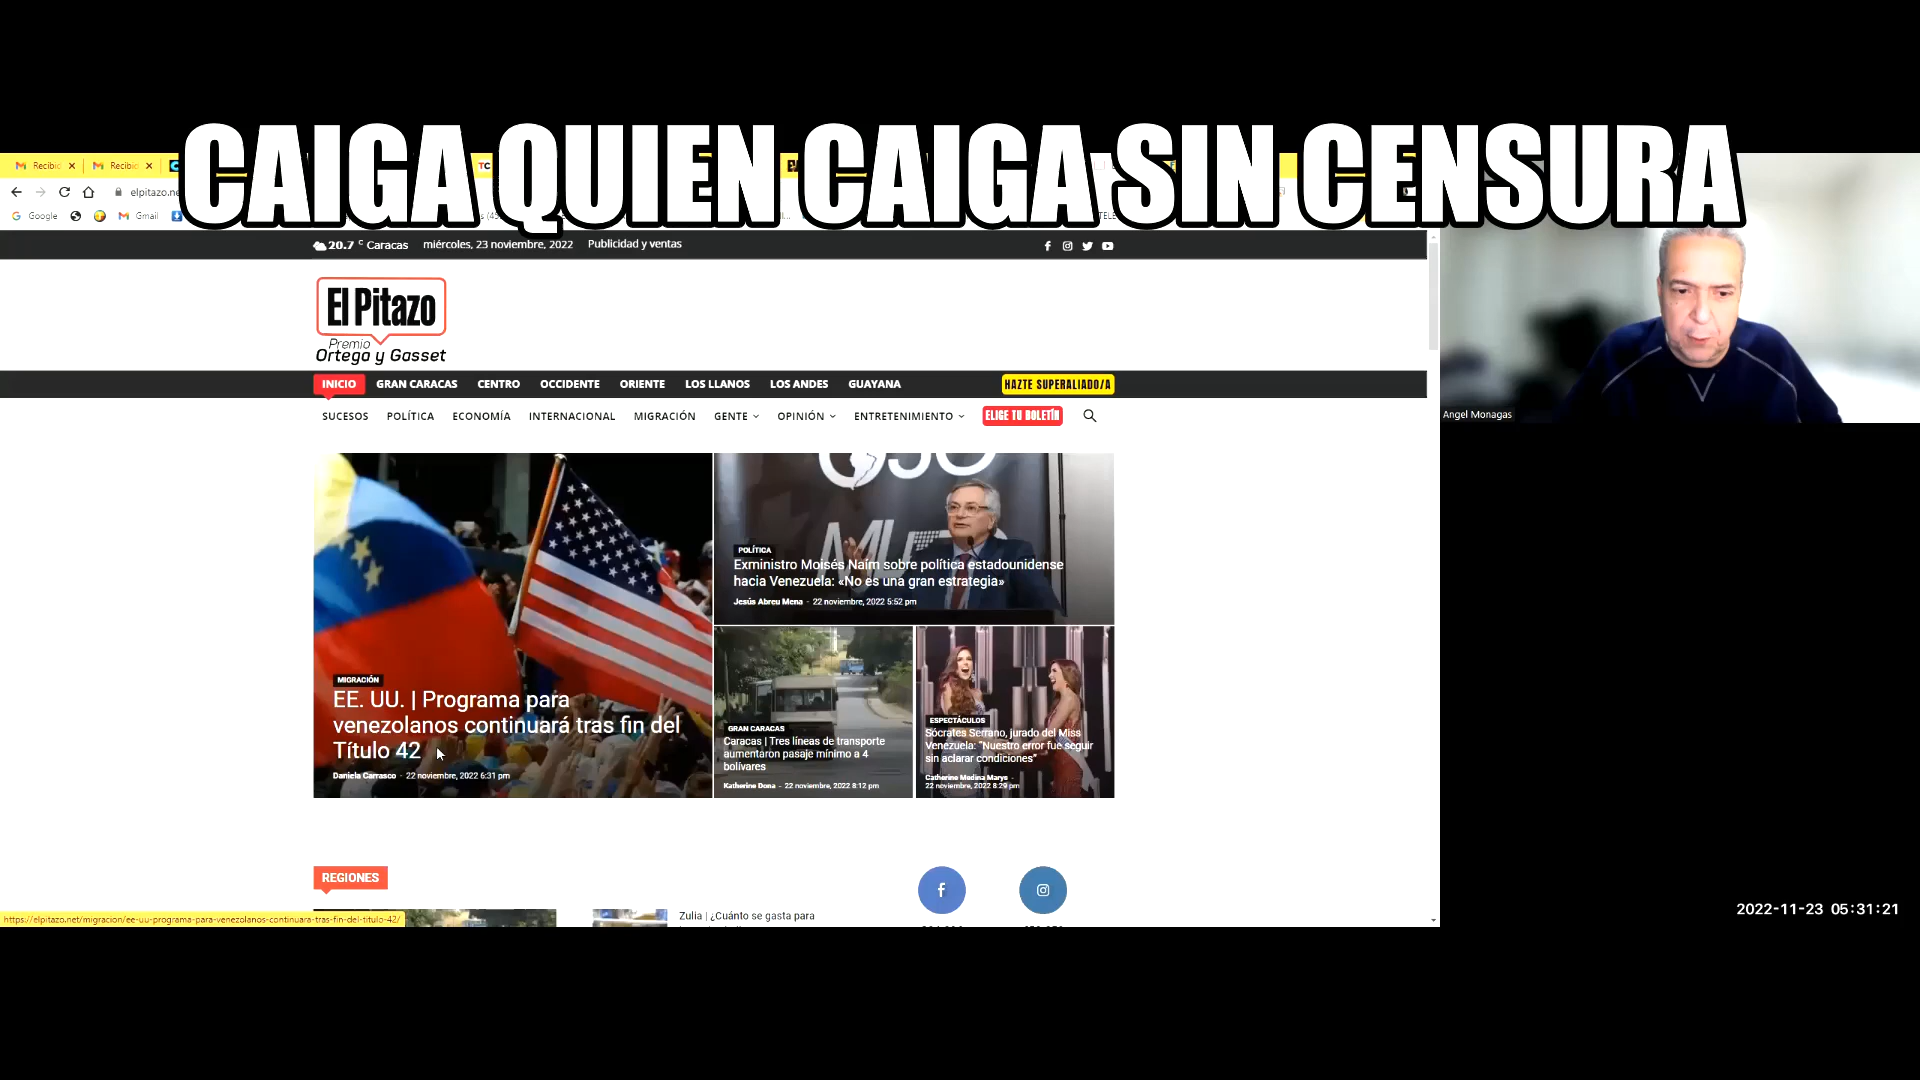 CAIGA QUIEN CAIGA SIN CENSURA
Recibid
Recibid
TC
elpitazo.ne
Google
Gmail
20.7 C Caracas
miércoles, 23 noviembre, 2022
Publicidad y ventas
El Pitazo
Premio
Ortega y Gasset
INICIO
GRAN CARACAS
CENTRO
OCCIDENTE
ORIENTE
LOS LLANOS
LOS ANDES
GUAYANA
HAZTE SUPERALIADO/A
SUCESOS
POLÍTICA
ECONOMÍA
INTERNACIONAL
MIGRACIÓN
GENTE
OPINIÓN
ENTRETENIMIENTO
ELIGE TU BOLETÍN
Angel Monagas
MIGRACIÓN
EE. UU. | Programa para
venezolanos continuará tras fin del
Título 42
Daniela Carrasco - 22 noviembre, 2022 6:31 pm
POLÍTICA
Exministro Moisés Naím sobre política estadounidense
hacia Venezuela: «No es una gran estrategia»
Jesús Abreu Mena - 22 noviembre, 2022 5:52 pm
GRAN CARACAS
Caracas | Tres líneas de transporte
aumentaron pasaje mínimo a 4
bolívares
Katherine Dona - 22 noviembre, 2022 8:12 pm
ESPECTÁCULOS
Sócrates Serrano, jurado del Miss
Venezuela: "Nuestro error fue seguir
sin aclarar condiciones"
Catherine Medina Marys -
22 noviembre, 2022 8:29 pm
REGIONES
Zulia | ¿Cuánto se gasta para
https://elpitazo.net/migracion/ee-uu-programa-para-venezolanos-continuara-tras-fin-del-titulo-42/
2022-11-23 05:31:21